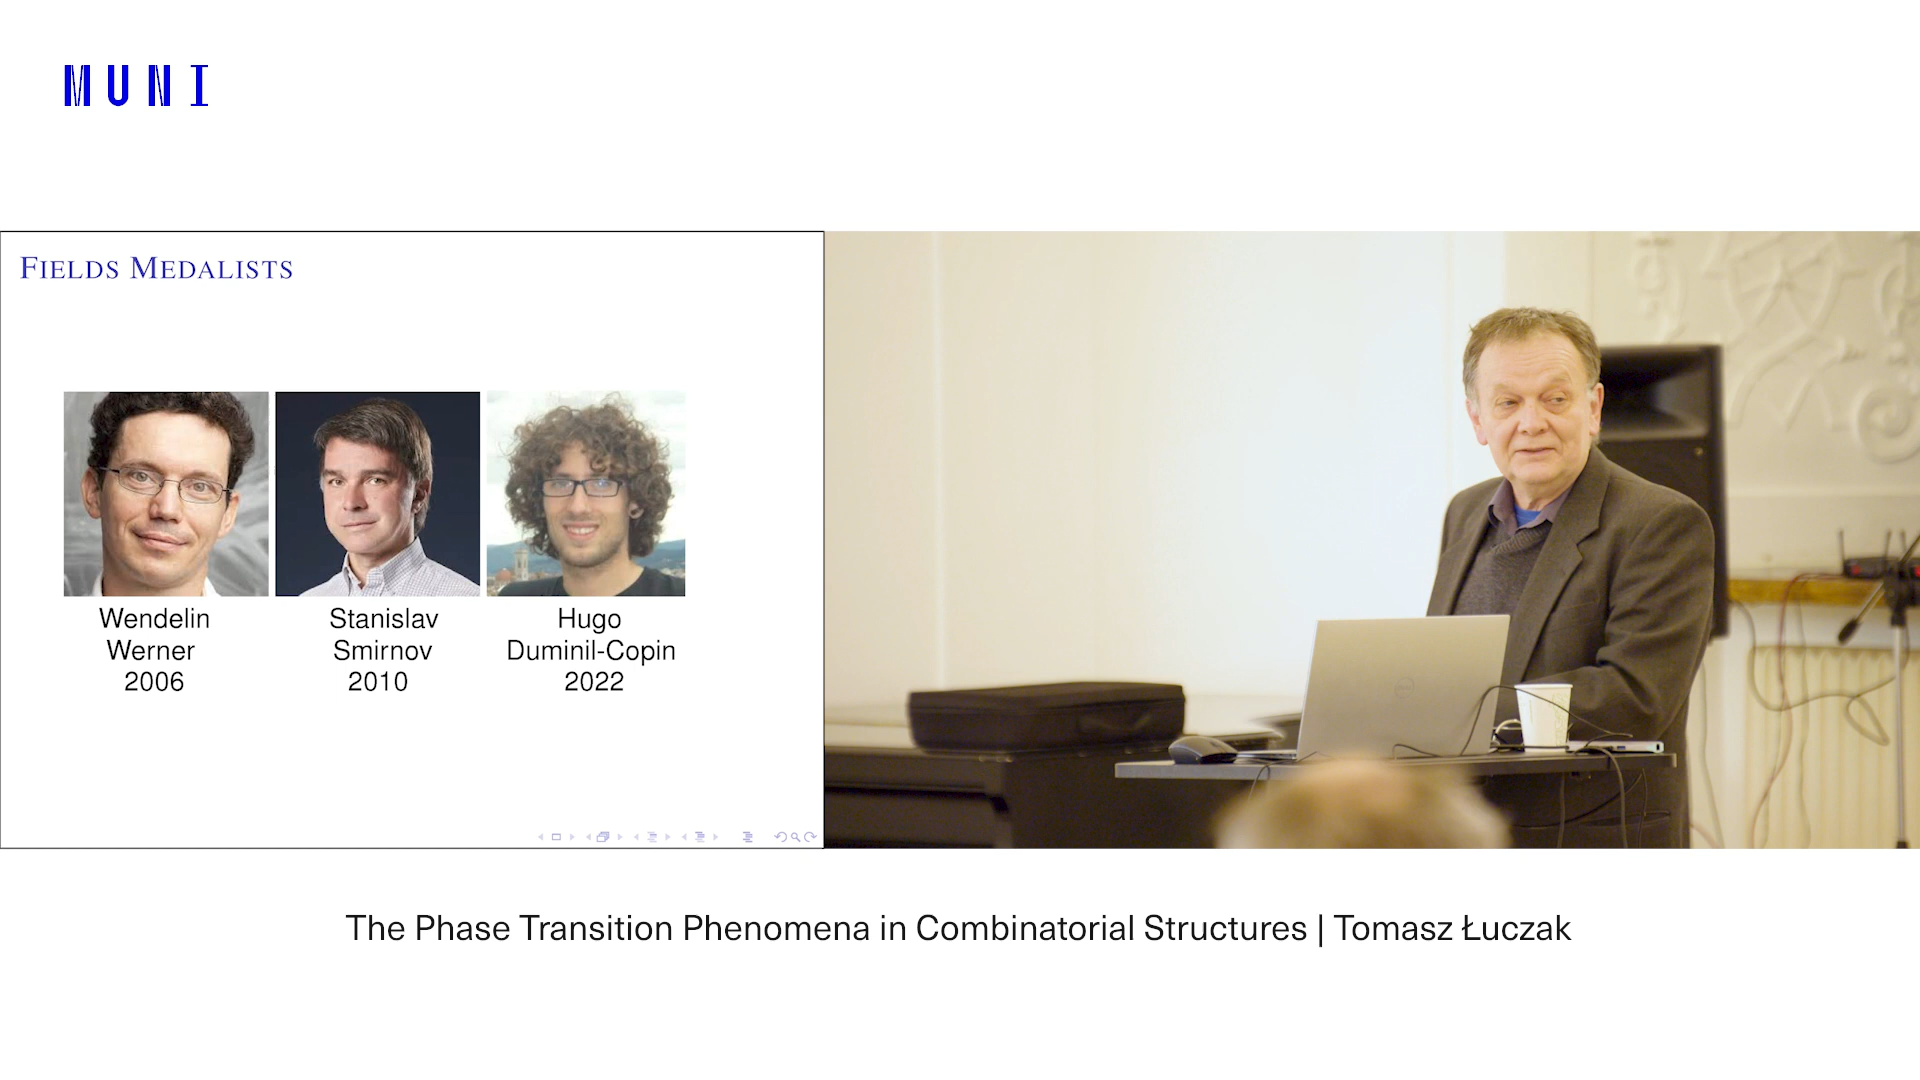 MUNI
FIELDS MEDALISTS
Wendelin
Werner
2006
Stanislav
Smirnov
2010
Hugo
Duminil-Copin
2022
The Phase Transition Phenomena in Combinatorial Structures | Tomasz Łuczak